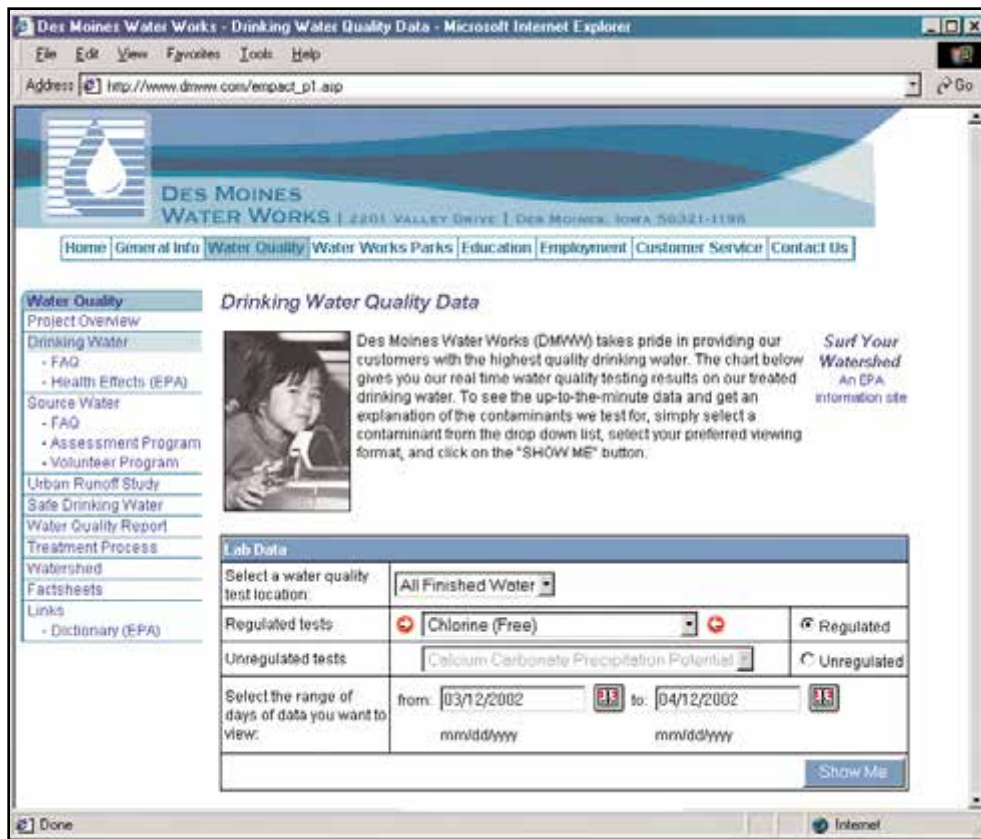 Des Moines Water Works - Drinking Water Quality Data - Microsoft Internet Explorer
File Edit View Favorites Tools Help
Address http://www.dmww.com/empact_p1.asp Go
DES MOINES
WATER WORKS | 2201 VALLEY DRIVE | DES MOINES, IOWA 50321-1198
Home General Info Water Quality Water Works Parks Education Employment Customer Service Contact Us
Water Quality
Project Overview
Drinking Water
- FAQ
- Health Effects (EPA)
Source Water
- FAQ
- Assessment Program
- Volunteer Program
Urban Runoff Study
Safe Drinking Water
Water Quality Report
Treatment Process
Watershed
Factsheets
Links
- Dictionary (EPA)
Drinking Water Quality Data
Des Moines Water Works (DMWW) takes pride in providing our
customers with the highest quality drinking water. The chart below
gives you our real time water quality testing results on our treated
drinking water. To see the up-to-the-minute data and get an
explanation of the contaminants we test for, simply select a
contaminant from the drop down list, select your preferred viewing
format, and click on the "SHOW ME" button.
Surf Your
Watershed
An EPA
information site
Lab Data
Select a water quality
test location:
All Finished Water
Regulated tests Chlorine (Free) Regulated
Unregulated tests Calcium Carbonate Precipitation Potential Unregulated
Select the range of
days of data you want to
view:
from: 03/12/2002 to: 04/12/2002
mm/dd/yyyy mm/dd/yyyy
Show Me
Done Internet